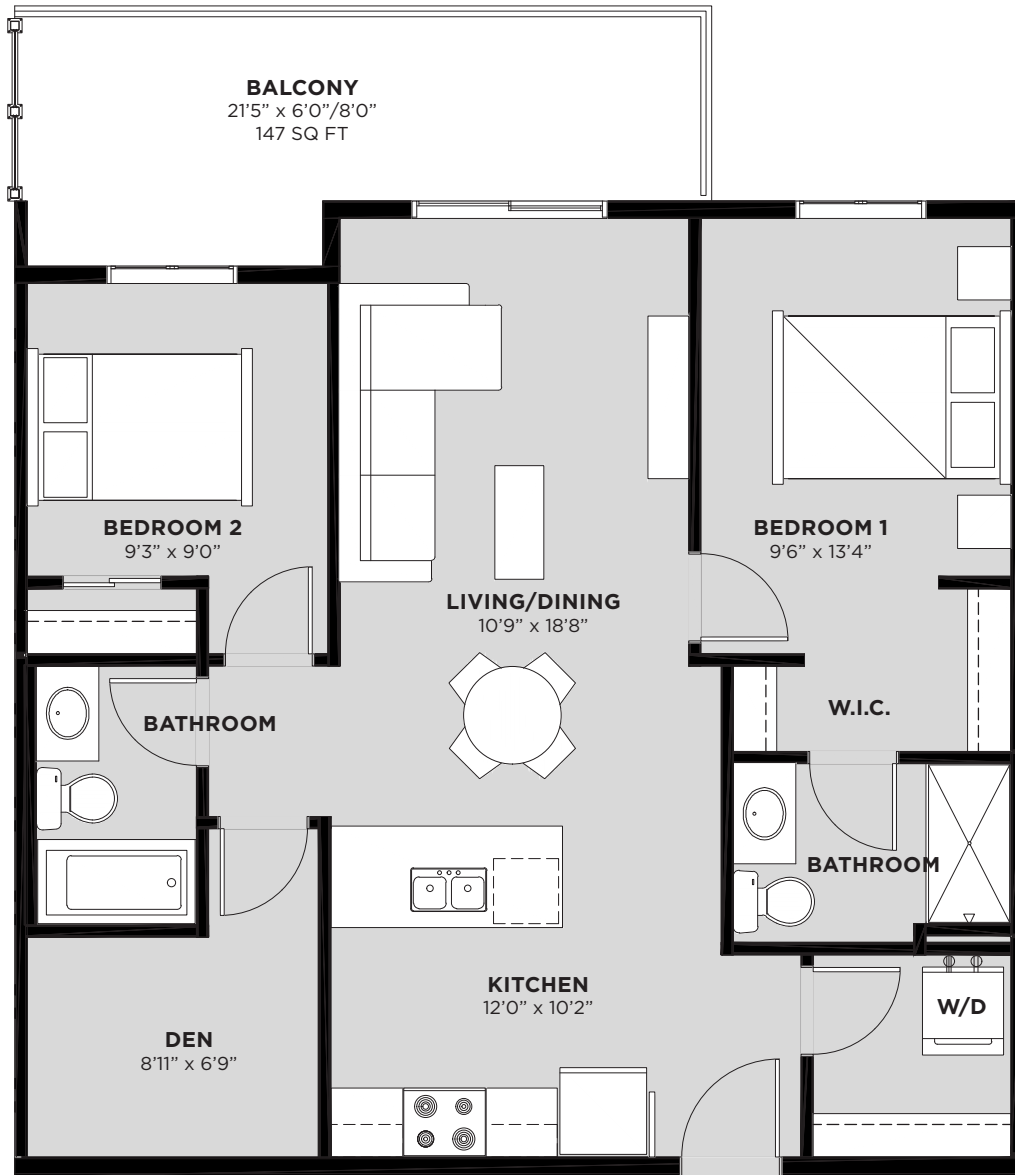 BALCONY
21’5” x 6’0”/8’0”
147 SQ FT
BEDROOM 2
9’3” x 9’0”
BEDROOM 1
9’6” x 13’4”
LIVING/DINING
10’9” x 18’8”
BATHROOM
W.I.C.
BATHROOM
KITCHEN
12’0” x 10’2”
W/D
DEN
8’11” x 6’9”